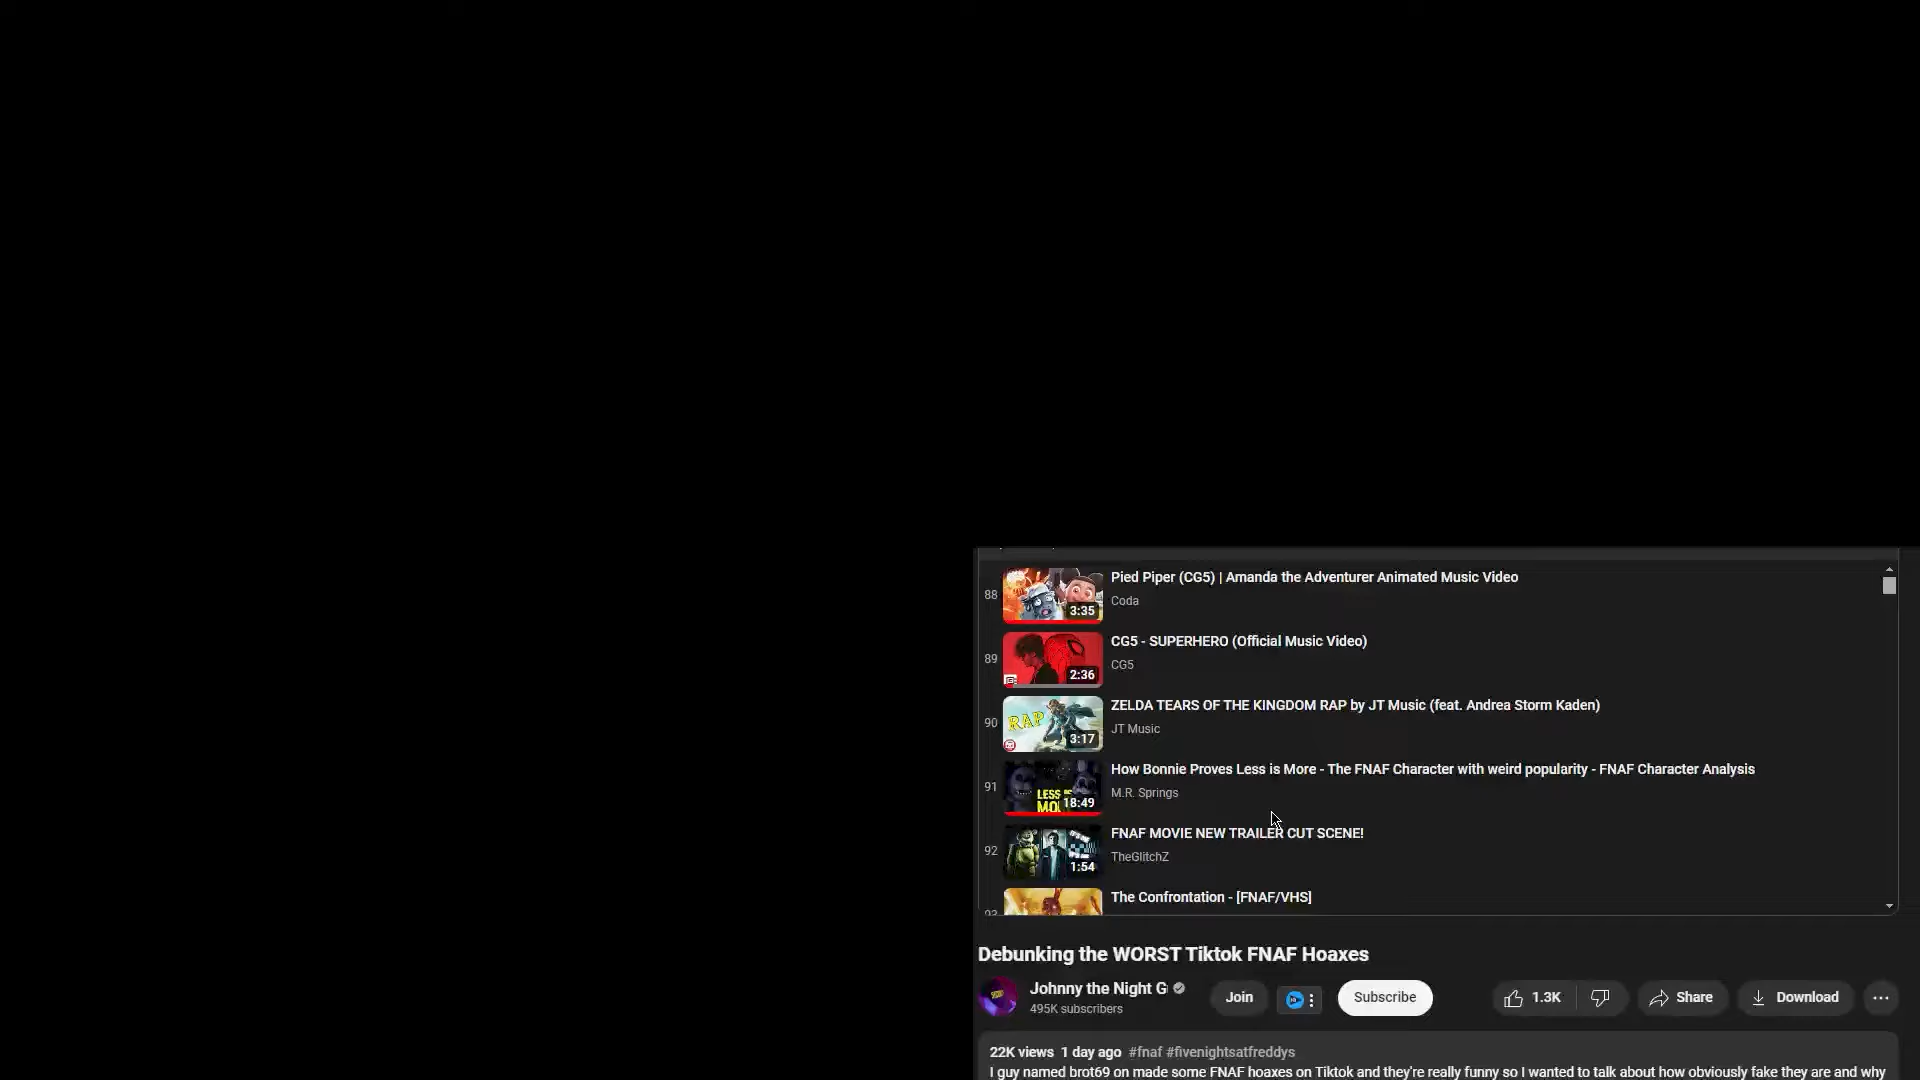 88
3:35
Pied Piper (CG5) | Amanda the Adventurer Animated Music Video
Coda
89
2:36
CG5 - SUPERHERO (Official Music Video)
CG5
90
RAP
3:17
ZELDA TEARS OF THE KINGDOM RAP by JT Music (feat. Andrea Storm Kaden)
JT Music
91
LESS
18:49
How Bonnie Proves Less is More - The FNAF Character with weird popularity - FNAF Character Analysis
M.R. Springs
92
1:54
FNAF MOVIE NEW TRAILER CUT SCENE!
TheGlitchZ
The Confrontation - [FNAF/VHS]
Debunking the WORST Tiktok FNAF Hoaxes
Johnny the Night G
495K subscribers
Join
Subscribe
1.3K
Share
Download
22K views 1 day ago #fnaf #fivenightsatfreddys
I guy named brot69 on made some FNAF hoaxes on Tiktok and they're really funny so I wanted to talk about how obviously fake they are and why